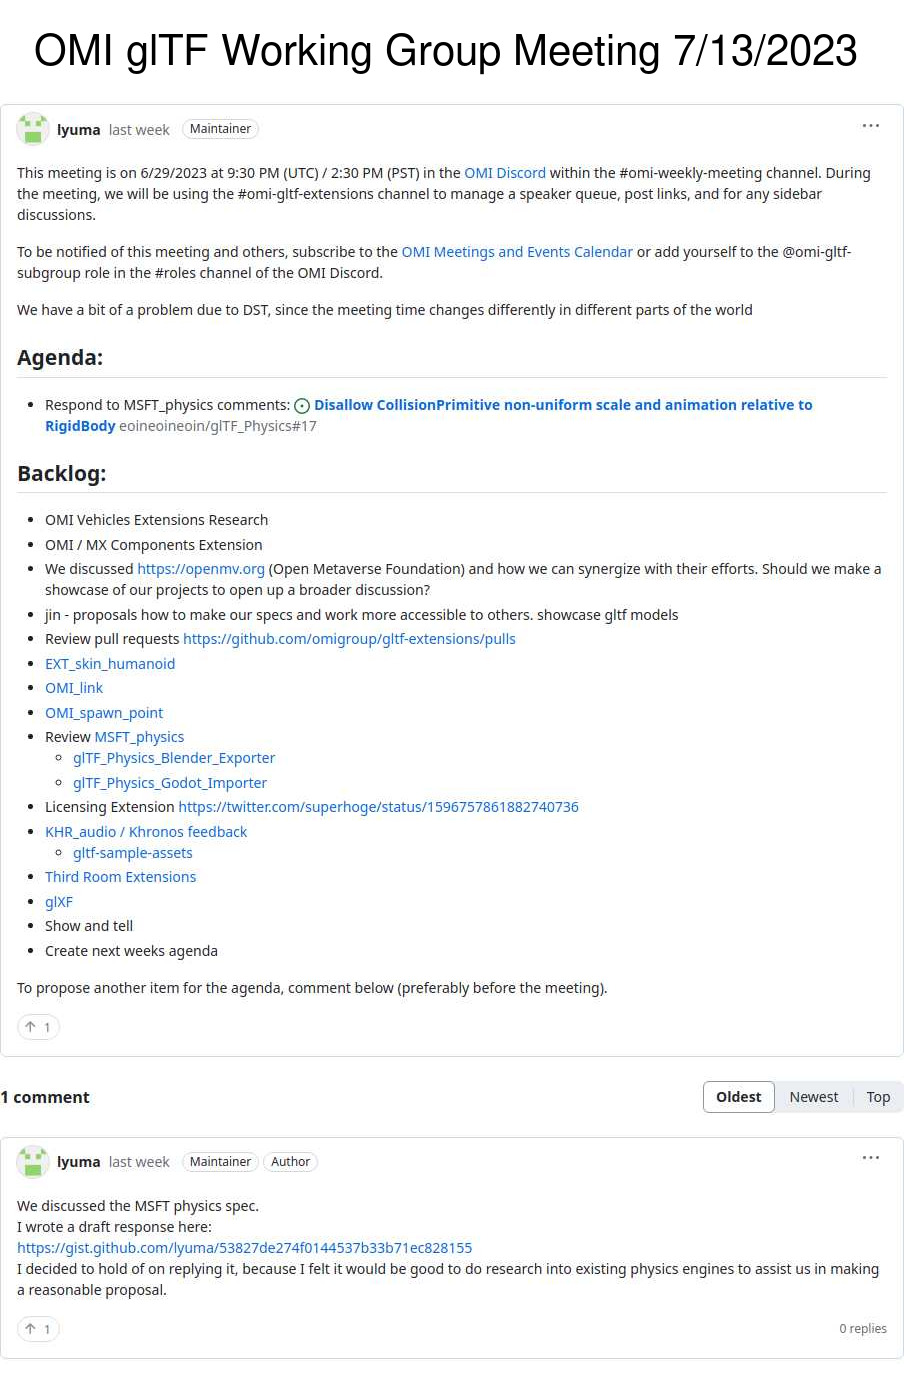 OMI glTF Working Group Meeting 7/13/2023
lyuma last week Maintainer
This meeting is on 6/29/2023 at 9:30 PM (UTC) / 2:30 PM (PST) in the OMI Discord within the #omi-weekly-meeting channel. During
the meeting, we will be using the #omi-gltf-extensions channel to manage a speaker queue, post links, and for any sidebar
discussions.
To be notified of this meeting and others, subscribe to the OMI Meetings and Events Calendar or add yourself to the @omi-gltf-
subgroup role in the #roles channel of the OMI Discord.
We have a bit of a problem due to DST, since the meeting time changes differently in different parts of the world
Agenda:
• Respond to MSFT_physics comments: Disallow CollisionPrimitive non-uniform scale and animation relative to
RigidBody eoineoineoin/glTF_Physics#17
Backlog:
• OMI Vehicles Extensions Research
• OMI / MX Components Extension
• We discussed https://openmv.org (Open Metaverse Foundation) and how we can synergize with their efforts. Should we make a
showcase of our projects to open up a broader discussion?
• jin - proposals how to make our specs and work more accessible to others. showcase gltf models
• Review pull requests https://github.com/omigroup/gltf-extensions/pulls
• EXT_skin_humanoid
• OMI_link
• OMI_spawn_point
• Review MSFT_physics
◦ glTF_Physics_Blender_Exporter
◦ glTF_Physics_Godot_Importer
• Licensing Extension https://twitter.com/superhoge/status/1596757861882740736
• KHR_audio / Khronos feedback
◦ gltf-sample-assets
• Third Room Extensions
• glXF
• Show and tell
• Create next weeks agenda
To propose another item for the agenda, comment below (preferably before the meeting).
↑ 1
1 comment Oldest Newest Top
lyuma last week Maintainer Author
We discussed the MSFT physics spec.
I wrote a draft response here:
https://gist.github.com/lyuma/53827de274f0144537b33b71ec828155
I decided to hold of on replying it, because I felt it would be good to do research into existing physics engines to assist us in making
a reasonable proposal.
↑ 1 0 replies